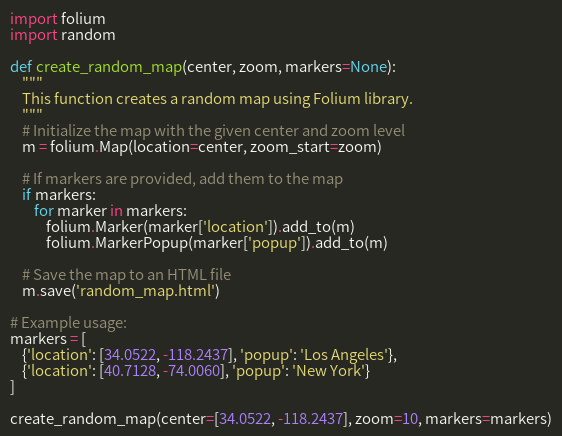 import folium
import random

def create_random_map(center, zoom, markers=None):
    """
    This function creates a random map using Folium library.
    """
    # Initialize the map with the given center and zoom level
    m = folium.Map(location=center, zoom_start=zoom)

    # If markers are provided, add them to the map
    if markers:
        for marker in markers:
            folium.Marker(marker['location']).add_to(m)
            folium.MarkerPopup(marker['popup']).add_to(m)

    # Save the map to an HTML file
    m.save('random_map.html')

# Example usage:
markers = [
    {'location': [34.0522, -118.2437], 'popup': 'Los Angeles'},
    {'location': [40.7128, -74.0060], 'popup': 'New York'}
]

create_random_map(center=[34.0522, -118.2437], zoom=10, markers=markers)